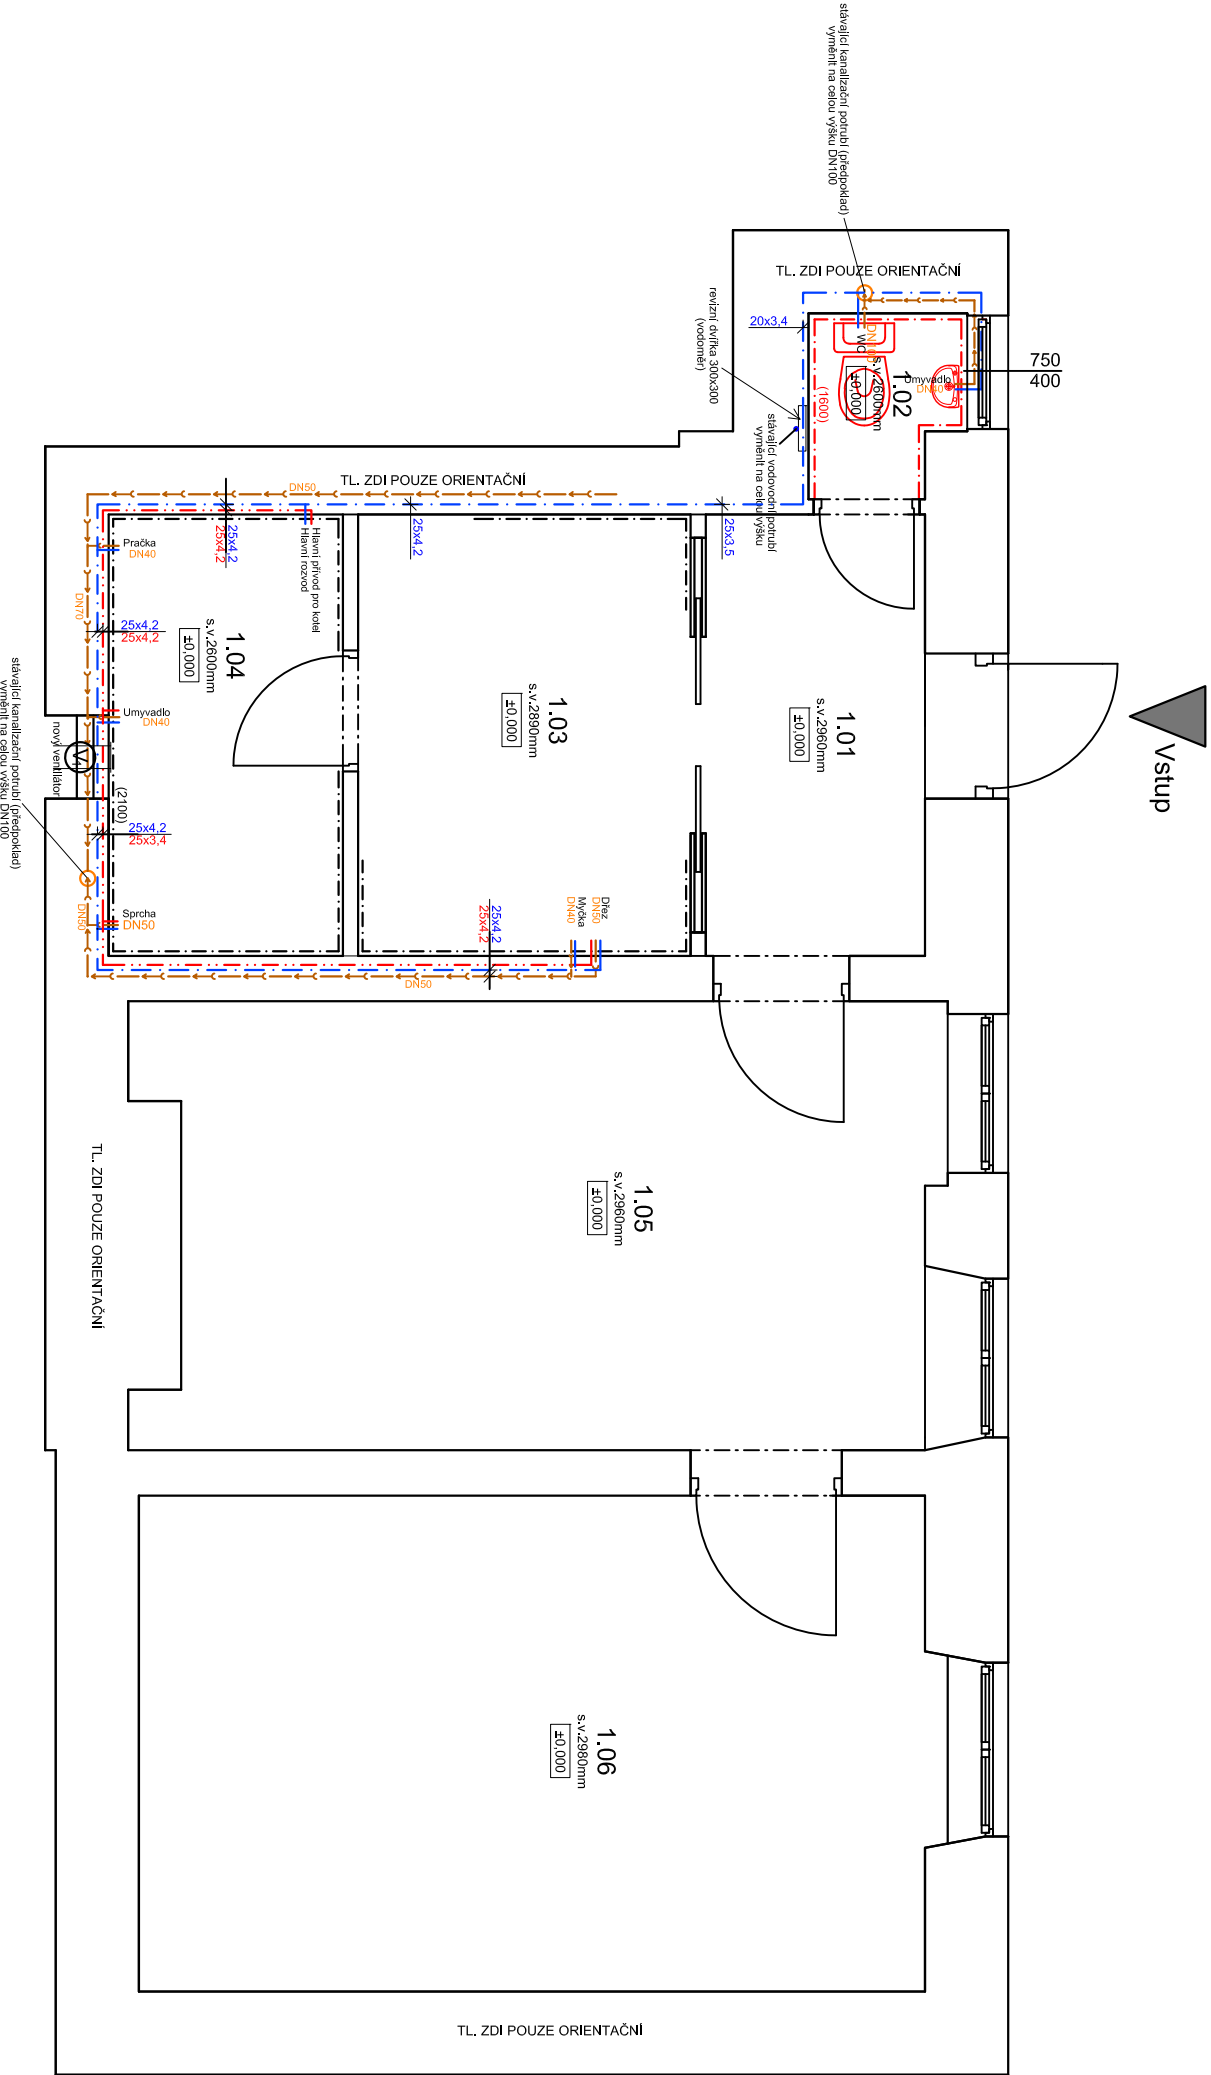 stávající kanalizační potrubí (předpoklad)
vyměnit na celou výšku DN100
TL. ZDI POUZE ORIENTAČNÍ
20x3,4
revizní dvířka 300x300
(vodoměr)
WC
DN100
s.v.2600mm
1.02
±0,000
(1600)
Umyvadlo
DN40
750
400
stávající vodovodní potrubí
vyměnit na celou výšku
25x3,5
Vstup
1.01
s.v.2960mm
±0,000
TL. ZDI POUZE ORIENTAČNÍ
DN50
25x4,2
25x4,2
25x4,2
Hlavní přívod pro kotel
Hlavní rozvod
Pračka
DN40
DN70
25x4,2
25x4,2
1.04
s.v.2600mm
±0,000
1.03
s.v.2890mm
±0,000
Umyvadlo
DN40
nový ventilátor
V1
(2100)
25x4,2
25x3,4
stávající kanalizační potrubí (předpoklad)
vyměnit na celou výšku DN100
DN50
Sprcha
DN50
25x4,2
25x4,2
Dřez
DN50
Myčka
DN40
DN50
TL. ZDI POUZE ORIENTAČNÍ
1.05
s.v.2960mm
±0,000
1.06
s.v.2980mm
±0,000
TL. ZDI POUZE ORIENTAČNÍ